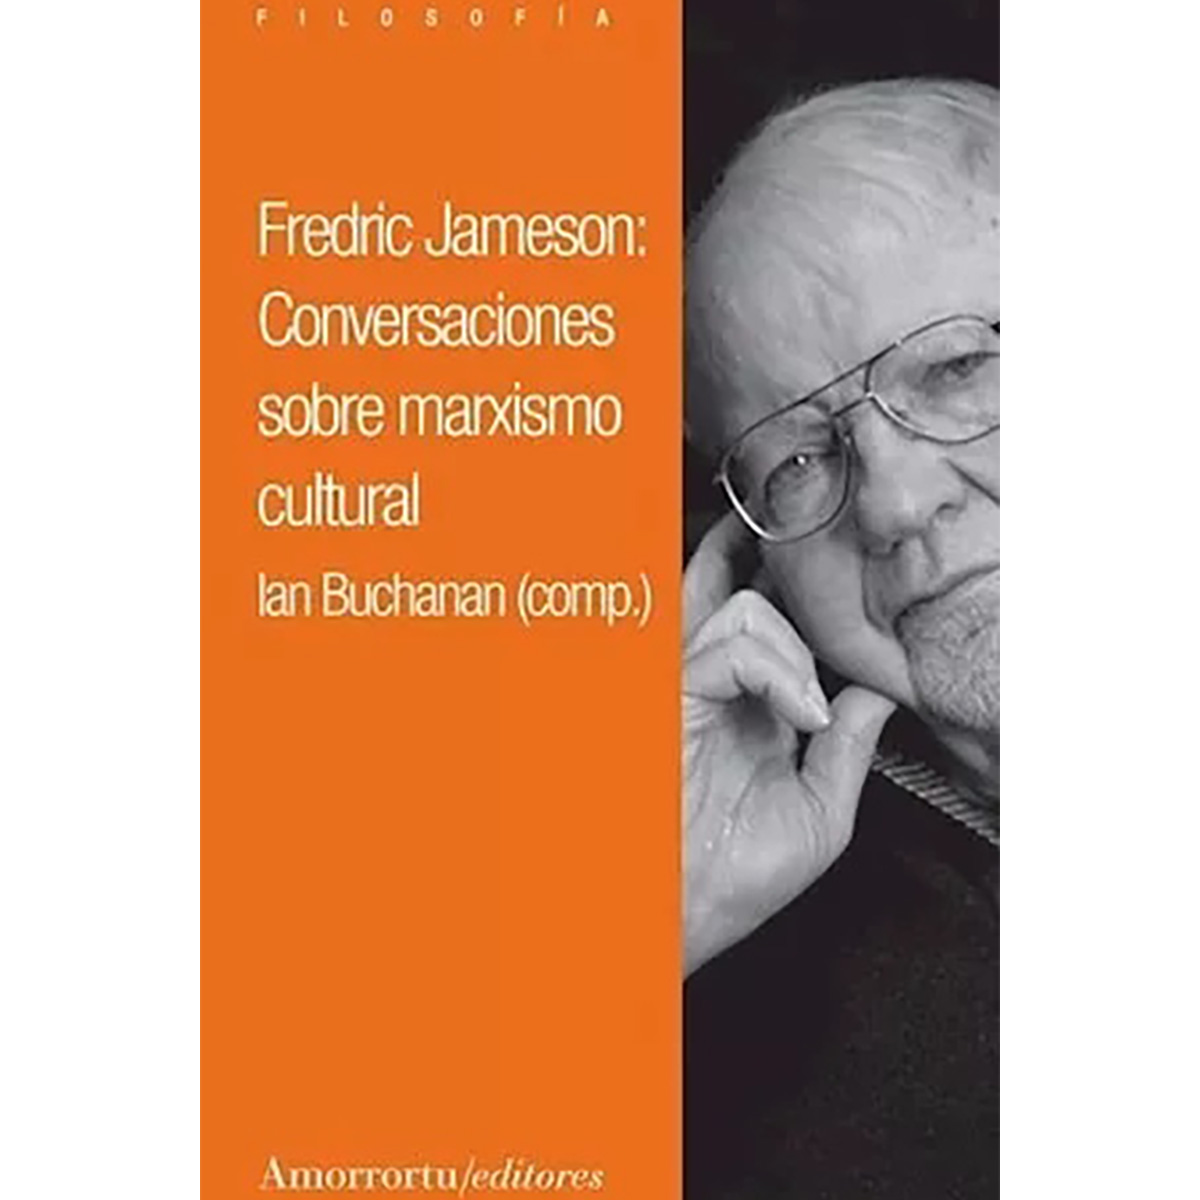 FILOSOFÍA
Fredric Jameson:
Conversaciones
sobre marxismo
cultural
Ian Buchanan (comp.)
Amorrortu/editores